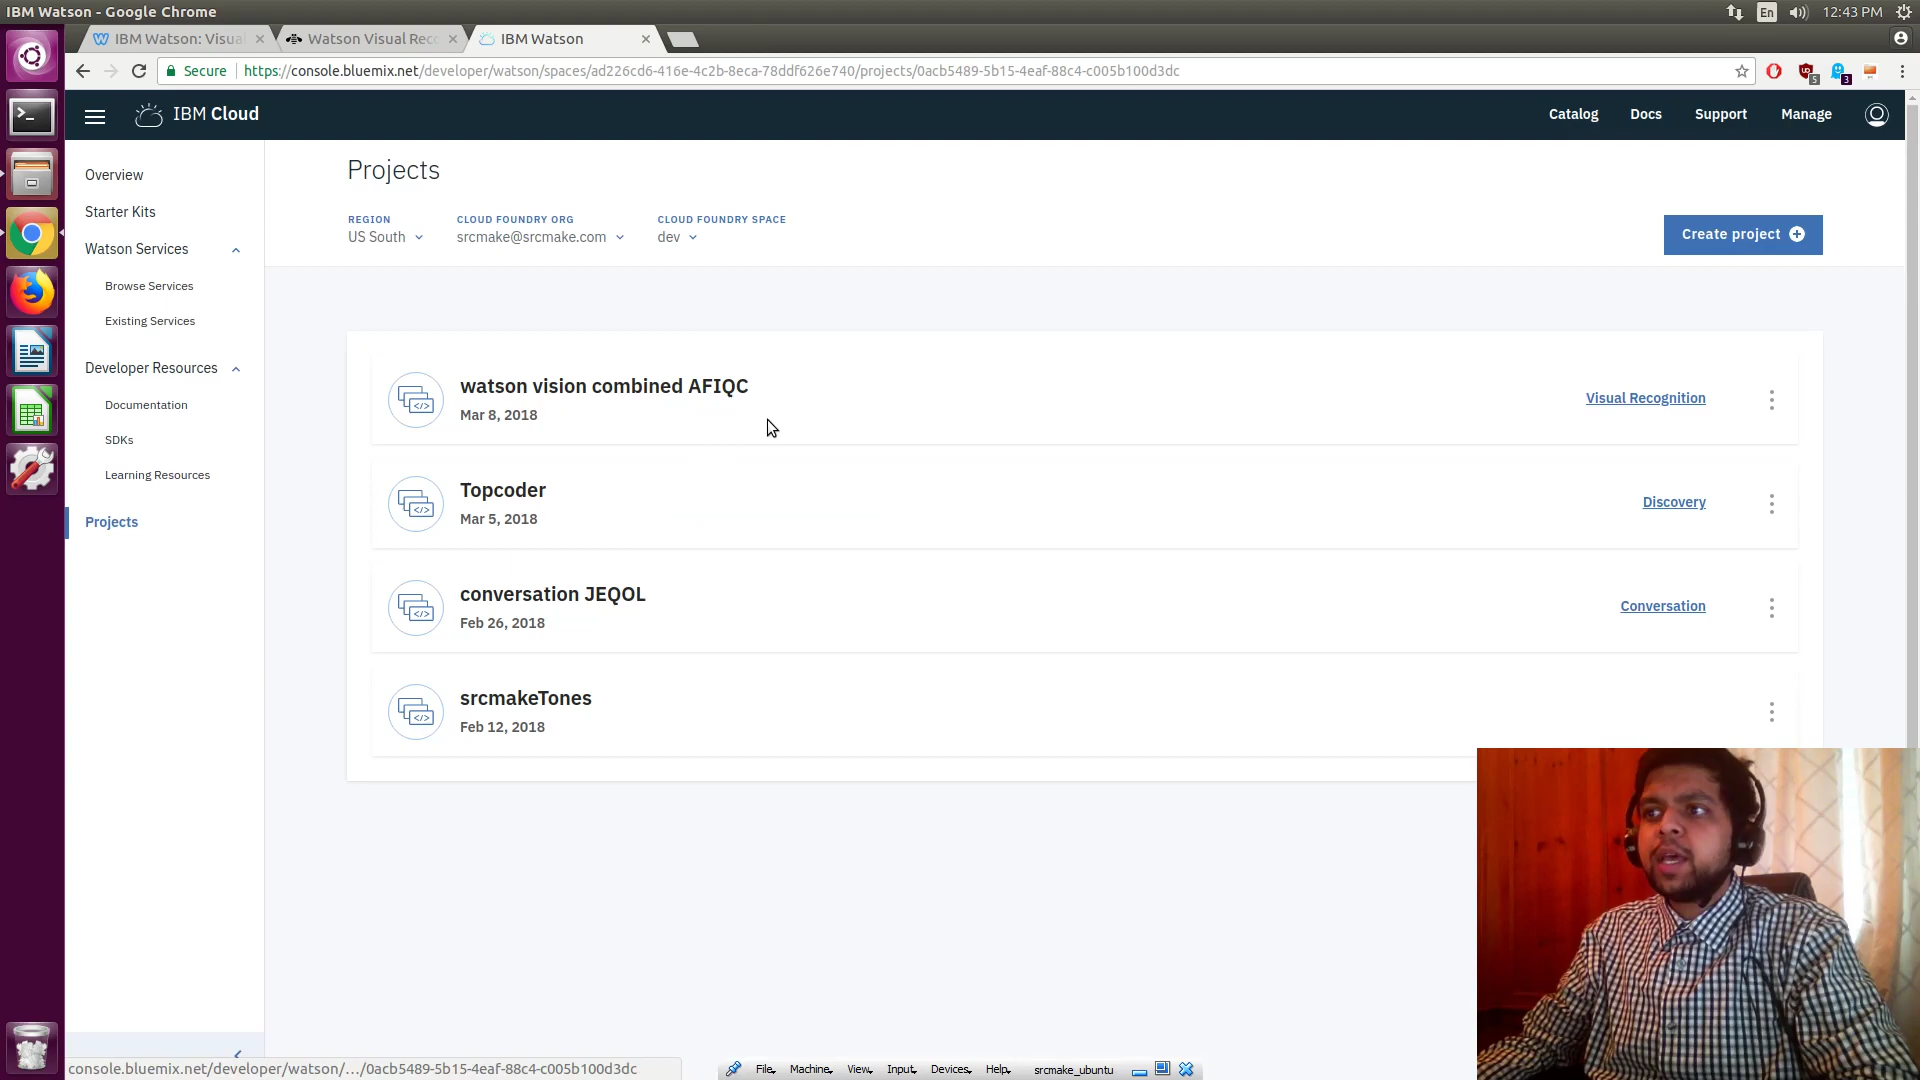 IBM Watson - Google Chrome
En
12:43 PM
IBM Watson: Visual
Watson Visual Rec
IBM Watson
Secure
https://console.bluemix.net/developer/watson/spaces/ad226cd6-416e-4c2b-8eca-78ddf626e740/projects/0acb5489-5b15-4eaf-88c4-c005b100d3dc
5
3
IBM Cloud
Catalog
Docs
Support
Manage
Overview
Starter Kits
Watson Services
Browse Services
Existing Services
Developer Resources
Documentation
SDKs
Learning Resources
Projects
Projects
REGION
US South
CLOUD FOUNDRY ORG
srcmake@srcmake.com
CLOUD FOUNDRY SPACE
dev
Create project
watson vision combined AFIQC
Mar 8, 2018
Visual Recognition
Topcoder
Mar 5, 2018
Discovery
conversation JEQOL
Feb 26, 2018
Conversation
srcmakeTones
Feb 12, 2018
console.bluemix.net/developer/watson/.../0acb5489-5b15-4eaf-88c4-c005b100d3dc
File
Machine
View
Input
Devices
Help
srcmake_ubuntu